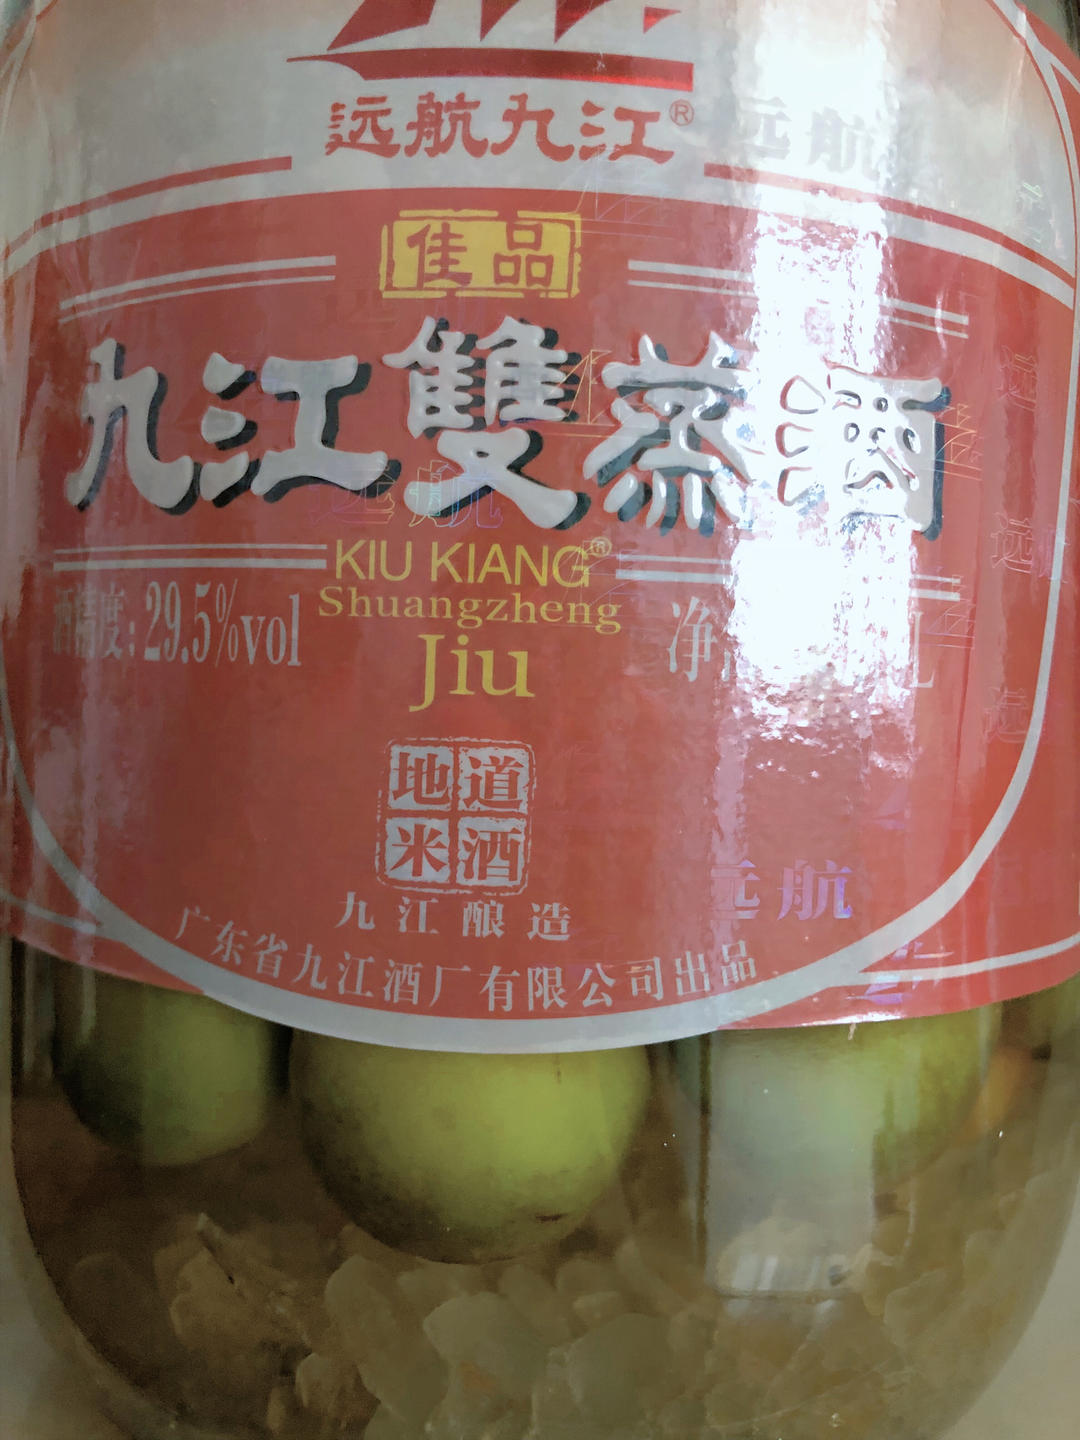 远航九江®
远航
佳品
九江雙蒸酒
KIU KIANG®
酒精度:29.5%vol
Shuangzheng
净
L
Jiu
地道
米酒
远航
九江酿造
广东省九江酒厂有限公司出品